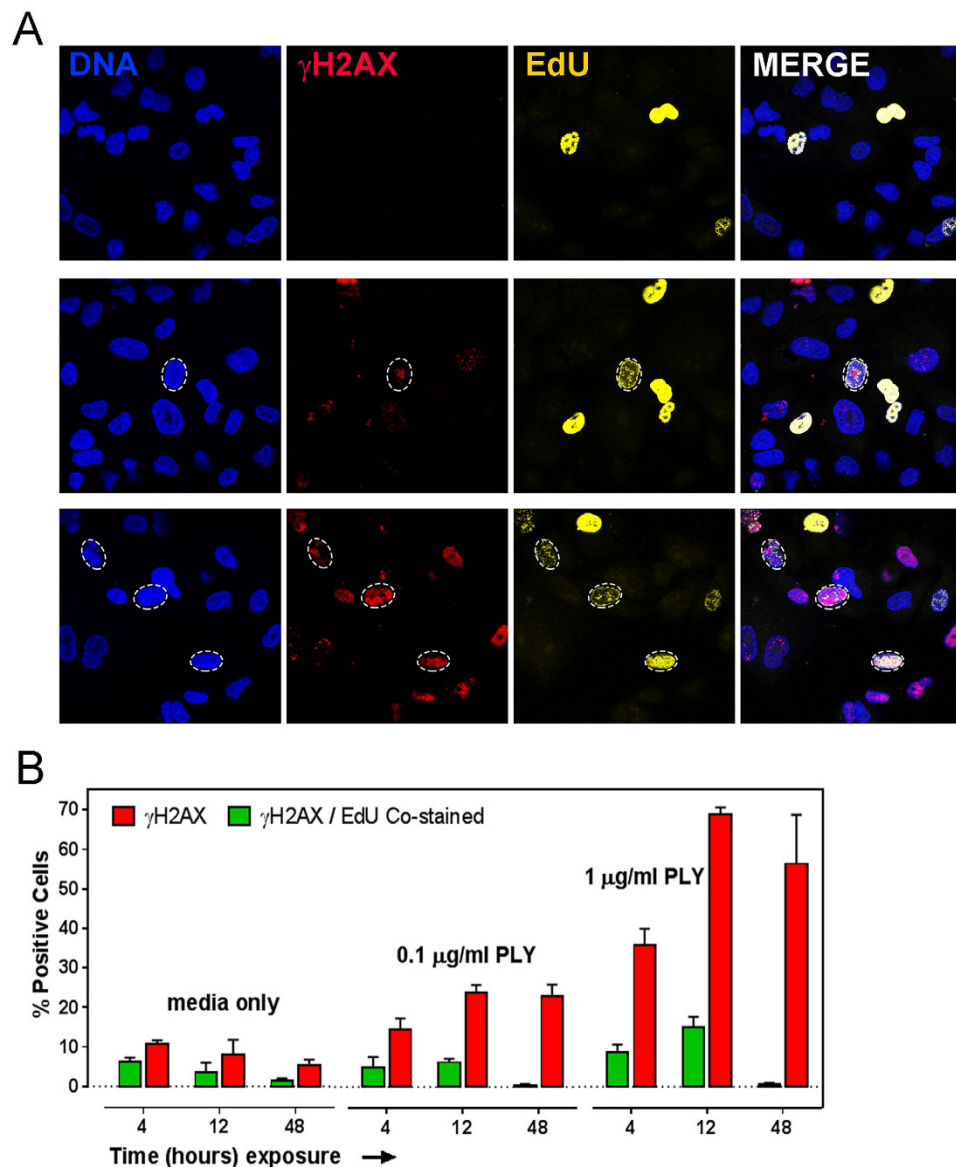 A
DNA γH2AX EdU MERGE
B
γH2AX γH2AX / EdU Co-stained
% Positive Cells
70
60
50
40
30
20
10
0
1 μg/ml PLY
0.1 μg/ml PLY
media only
4 12 48 4 12 48 4 12 48
Time (hours) exposure →